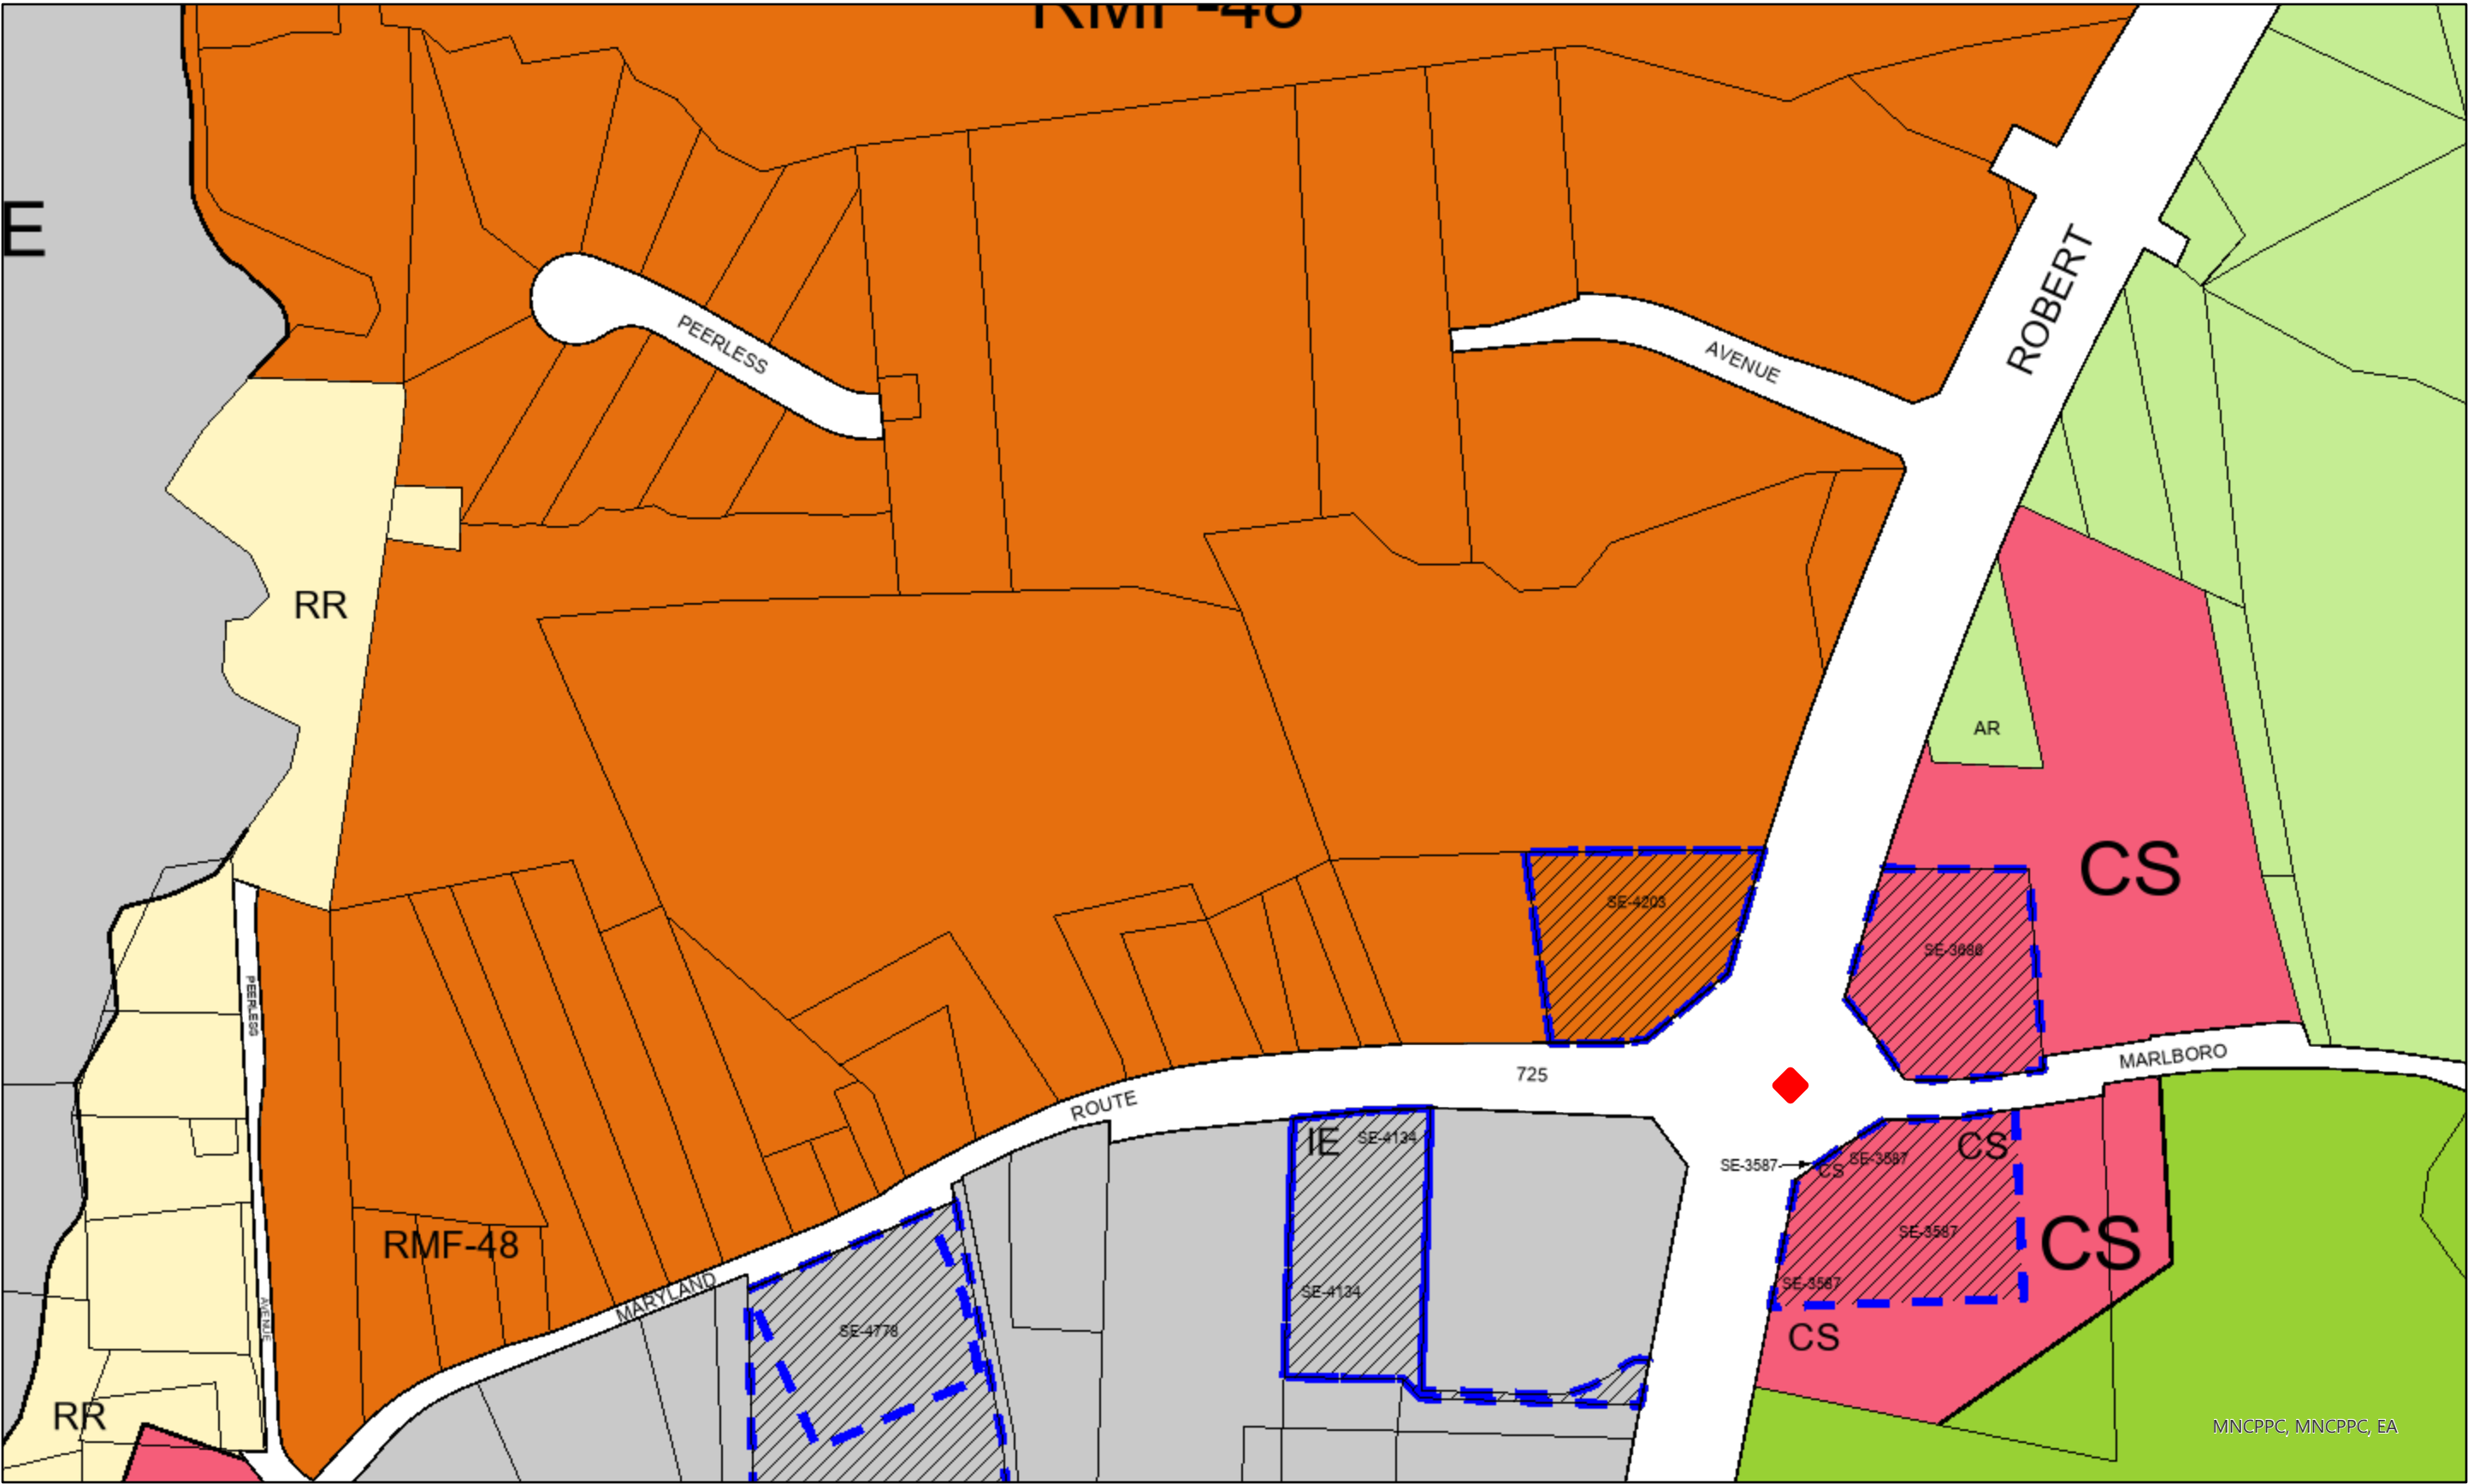 RMF-48
E
ROBERT
PEERLESS
AVENUE
RR
AR
CS
SE-4203
SE-3686
PEERLESS
MARLBORO
725
ROUTE
IE
SE-4134
CS
SE-3587
SE-3587
CS
SE-3587
CS
RMF-48
SE-3587
MARYLAND
SE-4134
AVENUE
SE-4778
CS
RR
MNCPPC, MNCPPC, EA